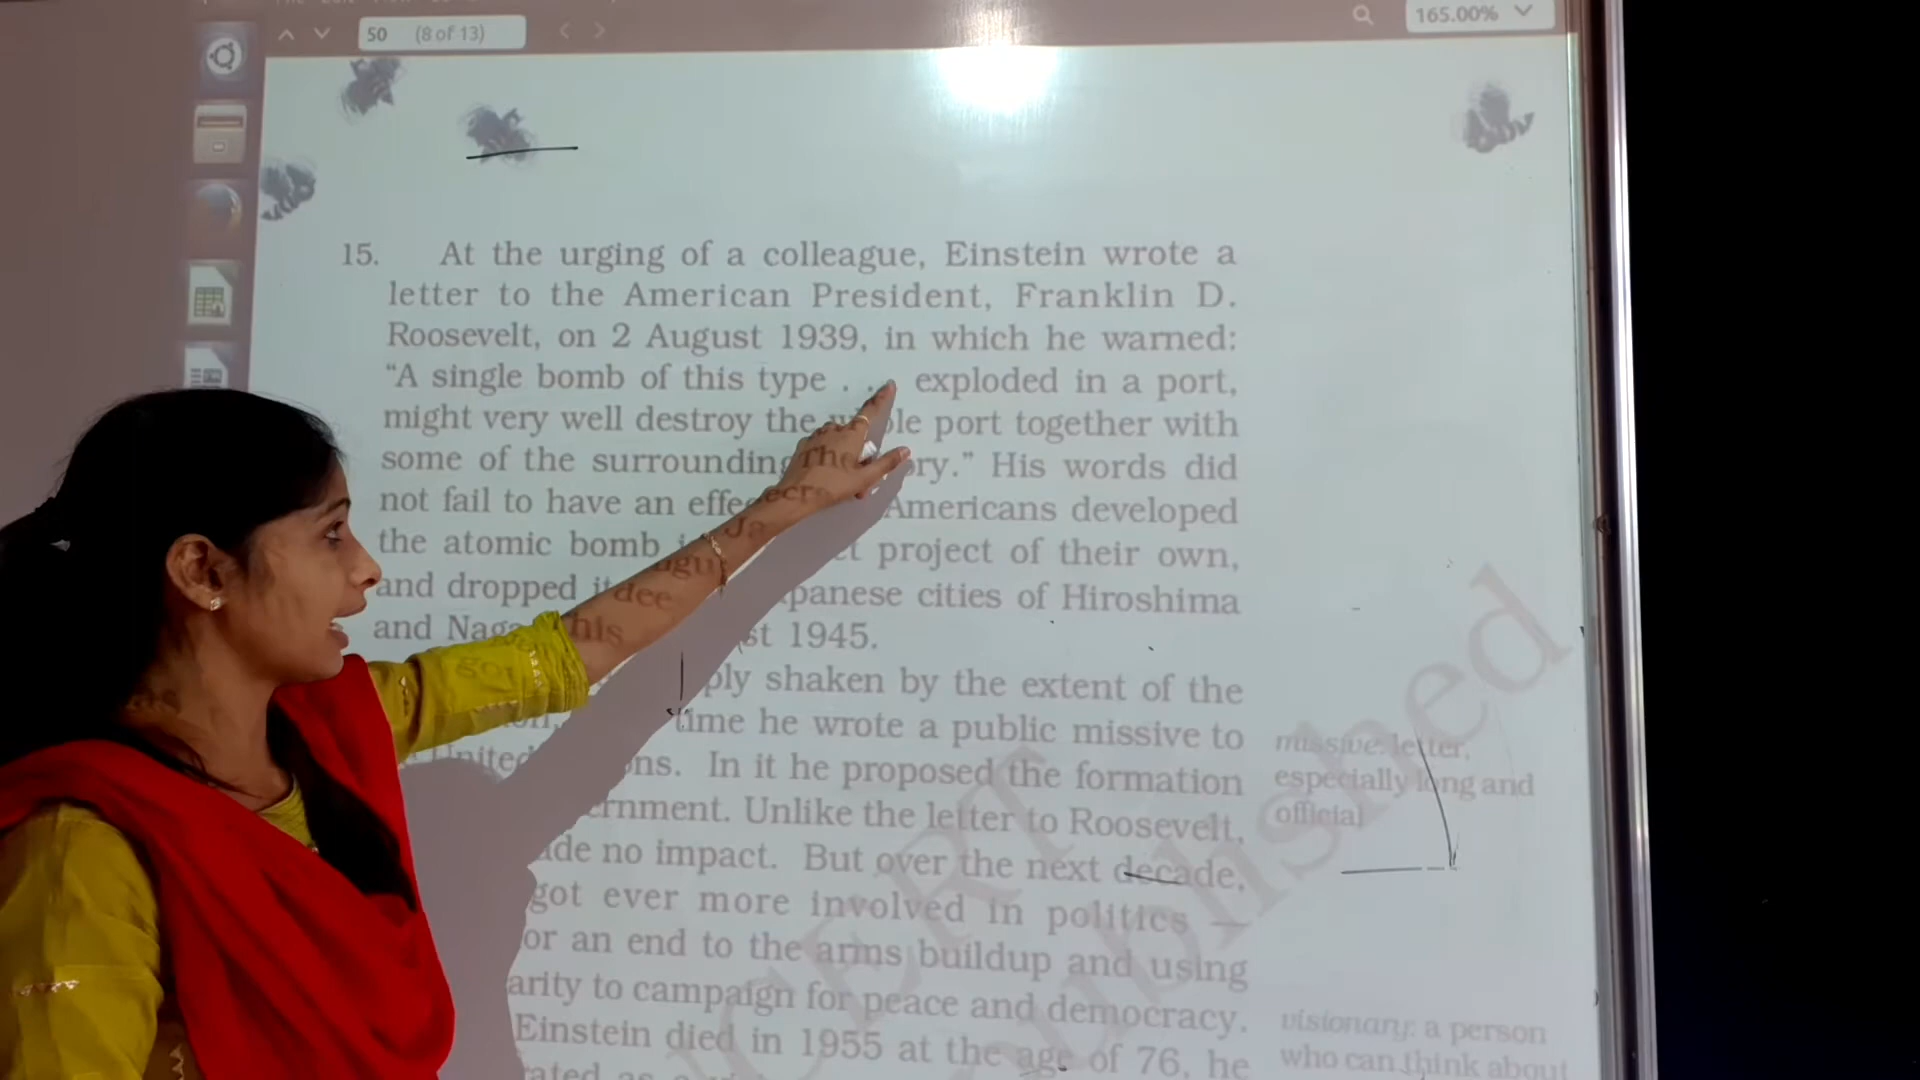 50 (8 of 13)
165.00%
15. At the urging of a colleague, Einstein wrote a
letter to the American President, Franklin D.
Roosevelt, on 2 August 1939, in which he warned:
“A single bomb of this type . . . exploded in a port,
might very well destroy the whole port together with
some of the surrounding ory.” His words did
not fail to have an effe Americans developed
the atomic bomb project of their own,
and dropped it panese cities of Hiroshima
and Naga st 1945.
ply shaken by the extent of the
time he wrote a public missive to
United ns. In it he proposed the formation
ernment. Unlike the letter to Roosevelt,
de no impact. But over the next decade,
got ever more involved in politics —
or an end to the arms buildup and using
arity to campaign for peace and democracy.
Einstein died in 1955 at the age of 76, he
missive: letter,
especially long and
official
visionary: a person
who can think about
NCERT
published